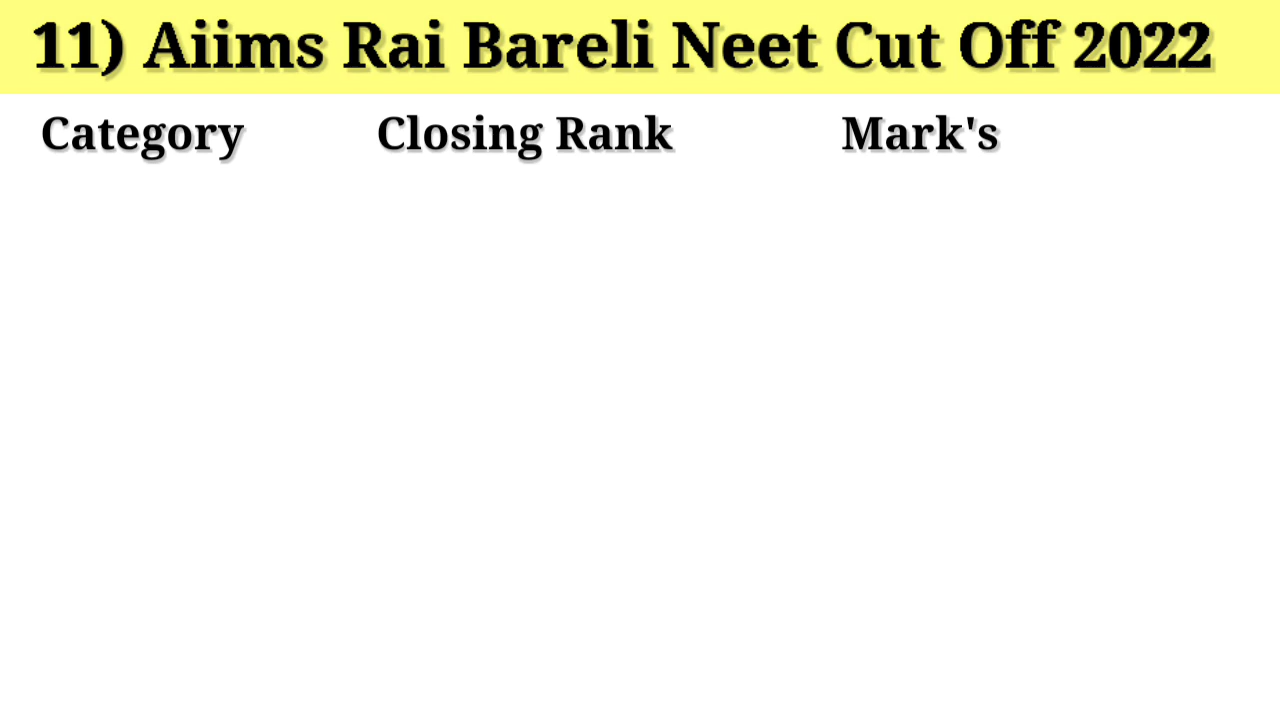 11) Aiims Rai Bareli Neet Cut Off 2022
Category Closing Rank Mark's